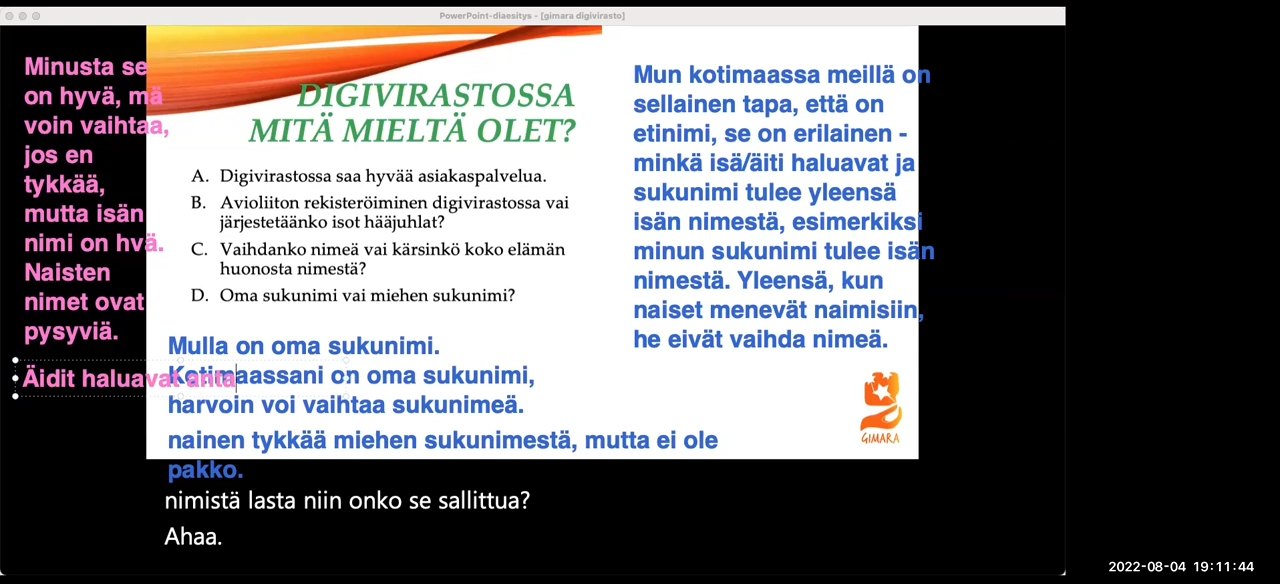 PowerPoint-diaesitys - [gimara digivirasto]
Minusta se
on hyvä, mä
voin vaihtaa,
jos en
tykkää,
mutta isän
nimi on hvä.
Naisten
nimet ovat
pysyviä.
Äidit haluavat anta
DIGIVIRASTOSSA
MITÄ MIELTÄ OLET?
A. Digivirastossa saa hyvää asiakaspalvelua.
B. Avioliiton rekisteröiminen digivirastossa vai
järjestetäänko isot hääjuhlat?
C. Vaihdanko nimeä vai kärsinkö koko elämän
huonosta nimestä?
D. Oma sukunimi vai miehen sukunimi?
Mulla on oma sukunimi.
Kotimaassani on oma sukunimi,
harvoin voi vaihtaa sukunimeä.
nainen tykkää miehen sukunimestä, mutta ei ole
pakko.
Mun kotimaassa meillä on
sellainen tapa, että on
etinimi, se on erilainen -
minkä isä/äiti haluavat ja
sukunimi tulee yleensä
isän nimestä, esimerkiksi
minun sukunimi tulee isän
nimestä. Yleensä, kun
naiset menevät naimisiin,
he eivät vaihda nimeä.
GIMARA
nimistä lasta niin onko se sallittua?
Ahaa.
2022-08-04 19:11:44